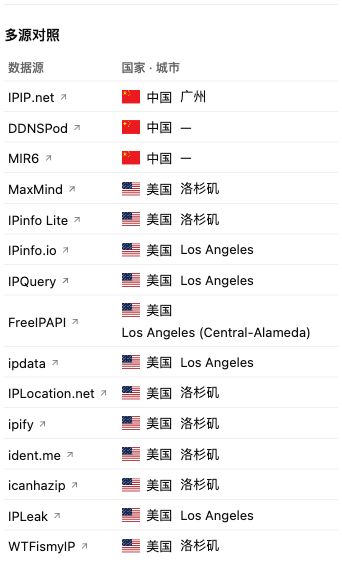 多源对照
数据源 国家 · 城市
IPIP.net ↗ 中国 广州
DDNSPod ↗ 中国 —
MIR6 ↗ 中国 —
MaxMind ↗ 美国 洛杉矶
IPinfo Lite ↗ 美国 洛杉矶
IPinfo.io ↗ 美国 Los Angeles
IPQuery ↗ 美国 Los Angeles
FreeIPAPI ↗ 美国
Los Angeles (Central-Alameda)
ipdata ↗ 美国 Los Angeles
IPLocation.net ↗ 美国 洛杉矶
ipify ↗ 美国 洛杉矶
ident.me ↗ 美国 洛杉矶
icanhazip ↗ 美国 洛杉矶
IPLeak ↗ 美国 Los Angeles
WTFismyIP ↗ 美国 洛杉矶